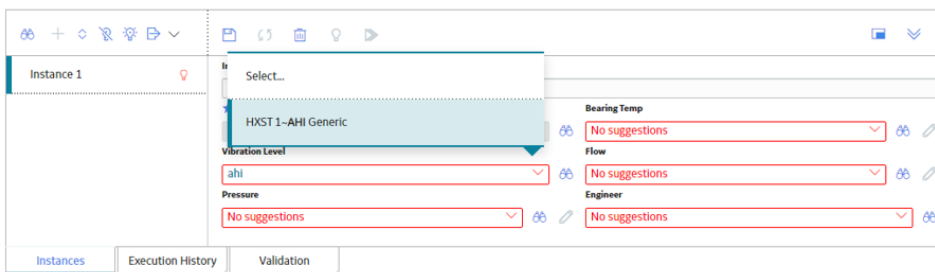 Instance 1
Select...
HXST 1~AHI Generic
Bearing Temp
No suggestions
Vibration Level
Flow
ahi
No suggestions
Pressure
Engineer
No suggestions
No suggestions
Instances
Execution History
Validation